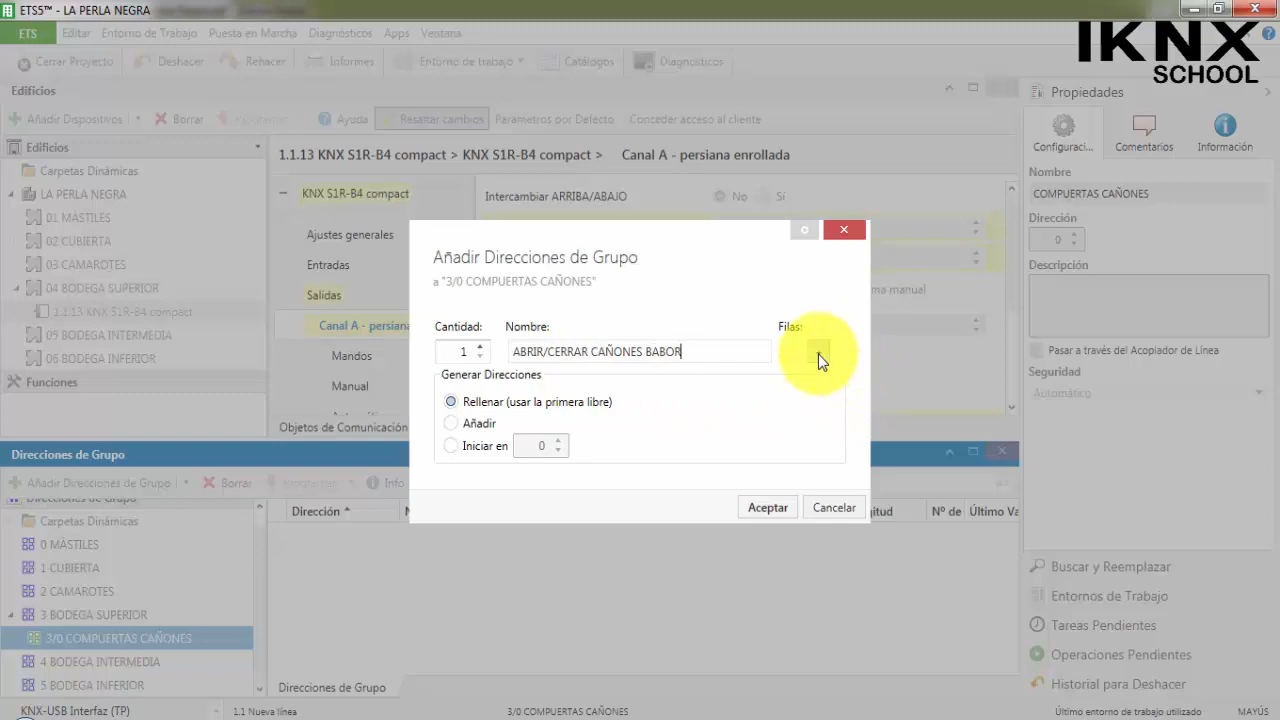 ETS5™ - LA PERLA NEGRA
ETS Editar Entorno de Trabajo Puesta en Marcha Diagnósticos Apps Ventana
Cerrar Proyecto Deshacer Rehacer Informes Entorno de trabajo Catálogos Diagnósticos
IKNX
SCHOOL
Edificios
Añadir Dispositivos Borrar Programar Ayuda Resaltar cambios Parametros por Defecto Conceder acceso al cliente
Edificios
Carpetas Dinámicas
LA PERLA NEGRA
01 MÁSTILES
02 CUBIERTA
03 CAMAROTES
04 BODEGA SUPERIOR
1.1.13 KNX S1R-B4 compact
05 BODEGA INTERMEDIA
06 BODEGA INFERIOR
Funciones
1.1.13 KNX S1R-B4 compact > KNX S1R-B4 compact > Canal A - persiana enrollada
KNX S1R-B4 compact
Ajustes generales
Entradas
Salidas
Canal A - persiana
Mandos
Manual
Objetos de Comunicación
Intercambiar ARRIBA/ABAJO No Sí
ma manual
Añadir Direcciones de Grupo
a "3/0 COMPUERTAS CAÑONES"
Cantidad: Nombre: Filas:
1 ABRIR/CERRAR CAÑONES BABOR
Generar Direcciones
Rellenar (usar la primera libre)
Añadir
Iniciar en 0
Aceptar Cancelar
Propiedades
Configuraci... Comentarios Información
Nombre
COMPUERTAS CAÑONES
Dirección
0
Descripción
Pasar a través del Acopiador de Línea
Seguridad
Automático
Buscar y Reemplazar
Entornos de Trabajo
Tareas Pendientes
Operaciones Pendientes
Historial para Deshacer
Direcciones de Grupo
Añadir Direcciones de Grupo Borrar Info
Direcciones de Grupo
Carpetas Dinámicas
0 MÁSTILES
1 CUBIERTA
2 CAMAROTES
3 BODEGA SUPERIOR
3/0 COMPUERTAS CAÑONES
4 BODEGA INTERMEDIA
5 BODEGA INFERIOR
Dirección N gitud Nº de Último Va
Direcciones de Grupo
KNX-USB Interfaz (TP) 1.1 Nueva línea 3/0 COMPUERTAS CAÑONES Último entorno de trabajo utilizado MAYÚS